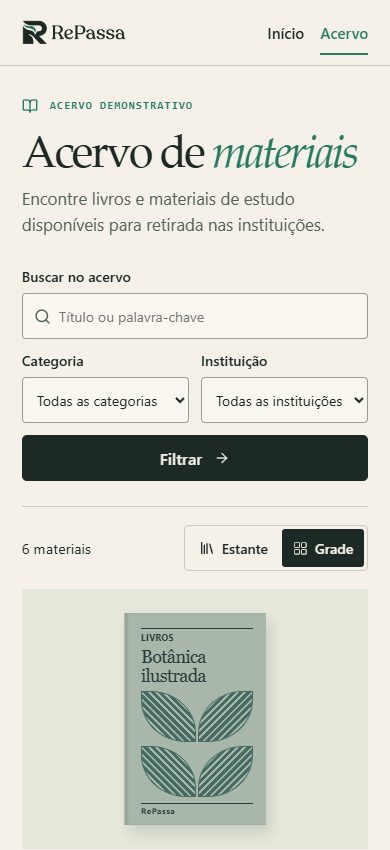 RePassa
Início Acervo
ACERVO DEMONSTRATIVO
Acervo de materiais
Encontre livros e materiais de estudo
disponíveis para retirada nas instituições.
Buscar no acervo
Título ou palavra-chave
Categoria Instituição
Todas as categorias Todas as instituições
Filtrar
6 materiais Estante Grade
LIVROS
Botânica
ilustrada
RePassa